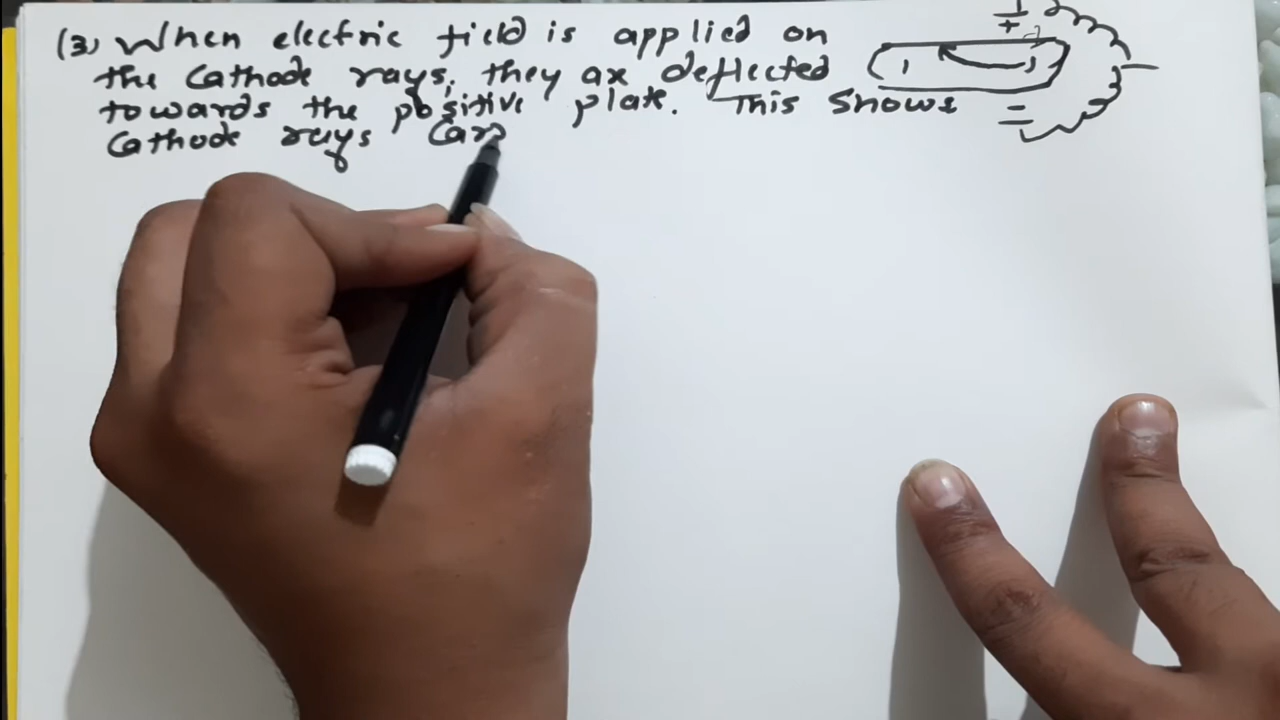 (3) When electric field is applied on
the Cathode rays, they are deflected
towards the positive plate. This Shows
Cathode rays Carr
+